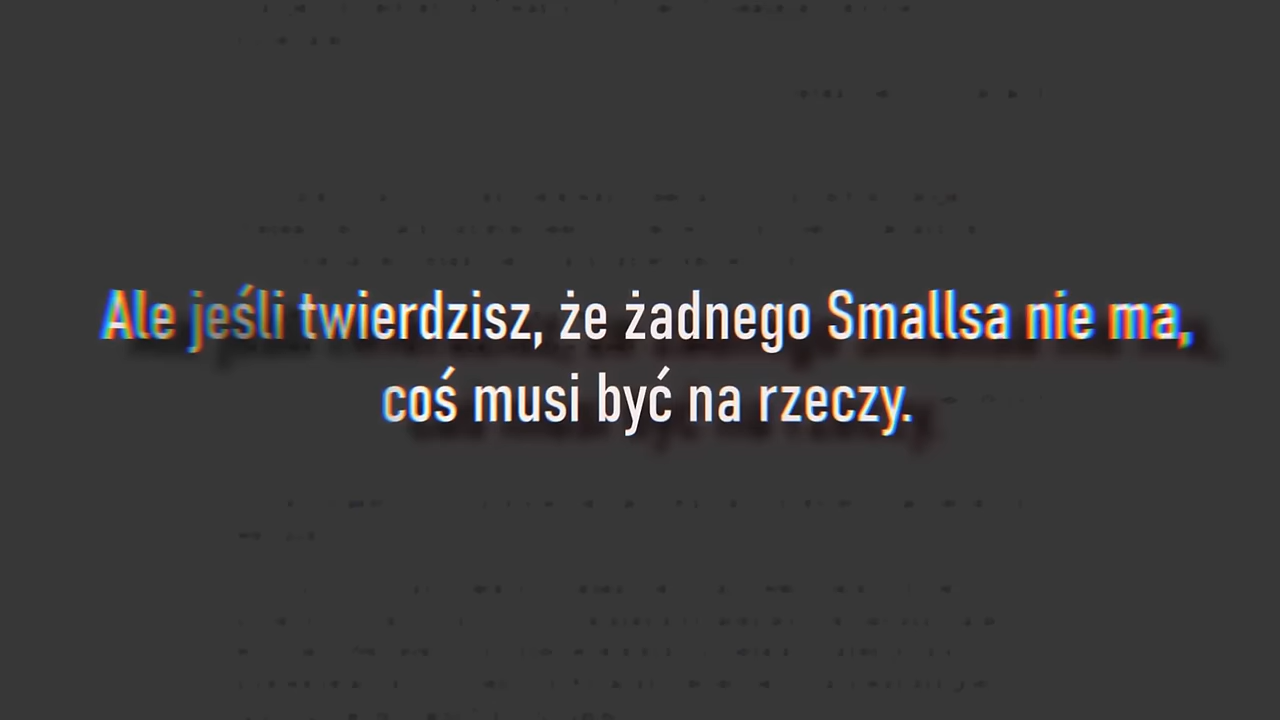 Ale jeśli twierdzisz, że żadnego Smallsa nie ma,
coś musi być na rzeczy.